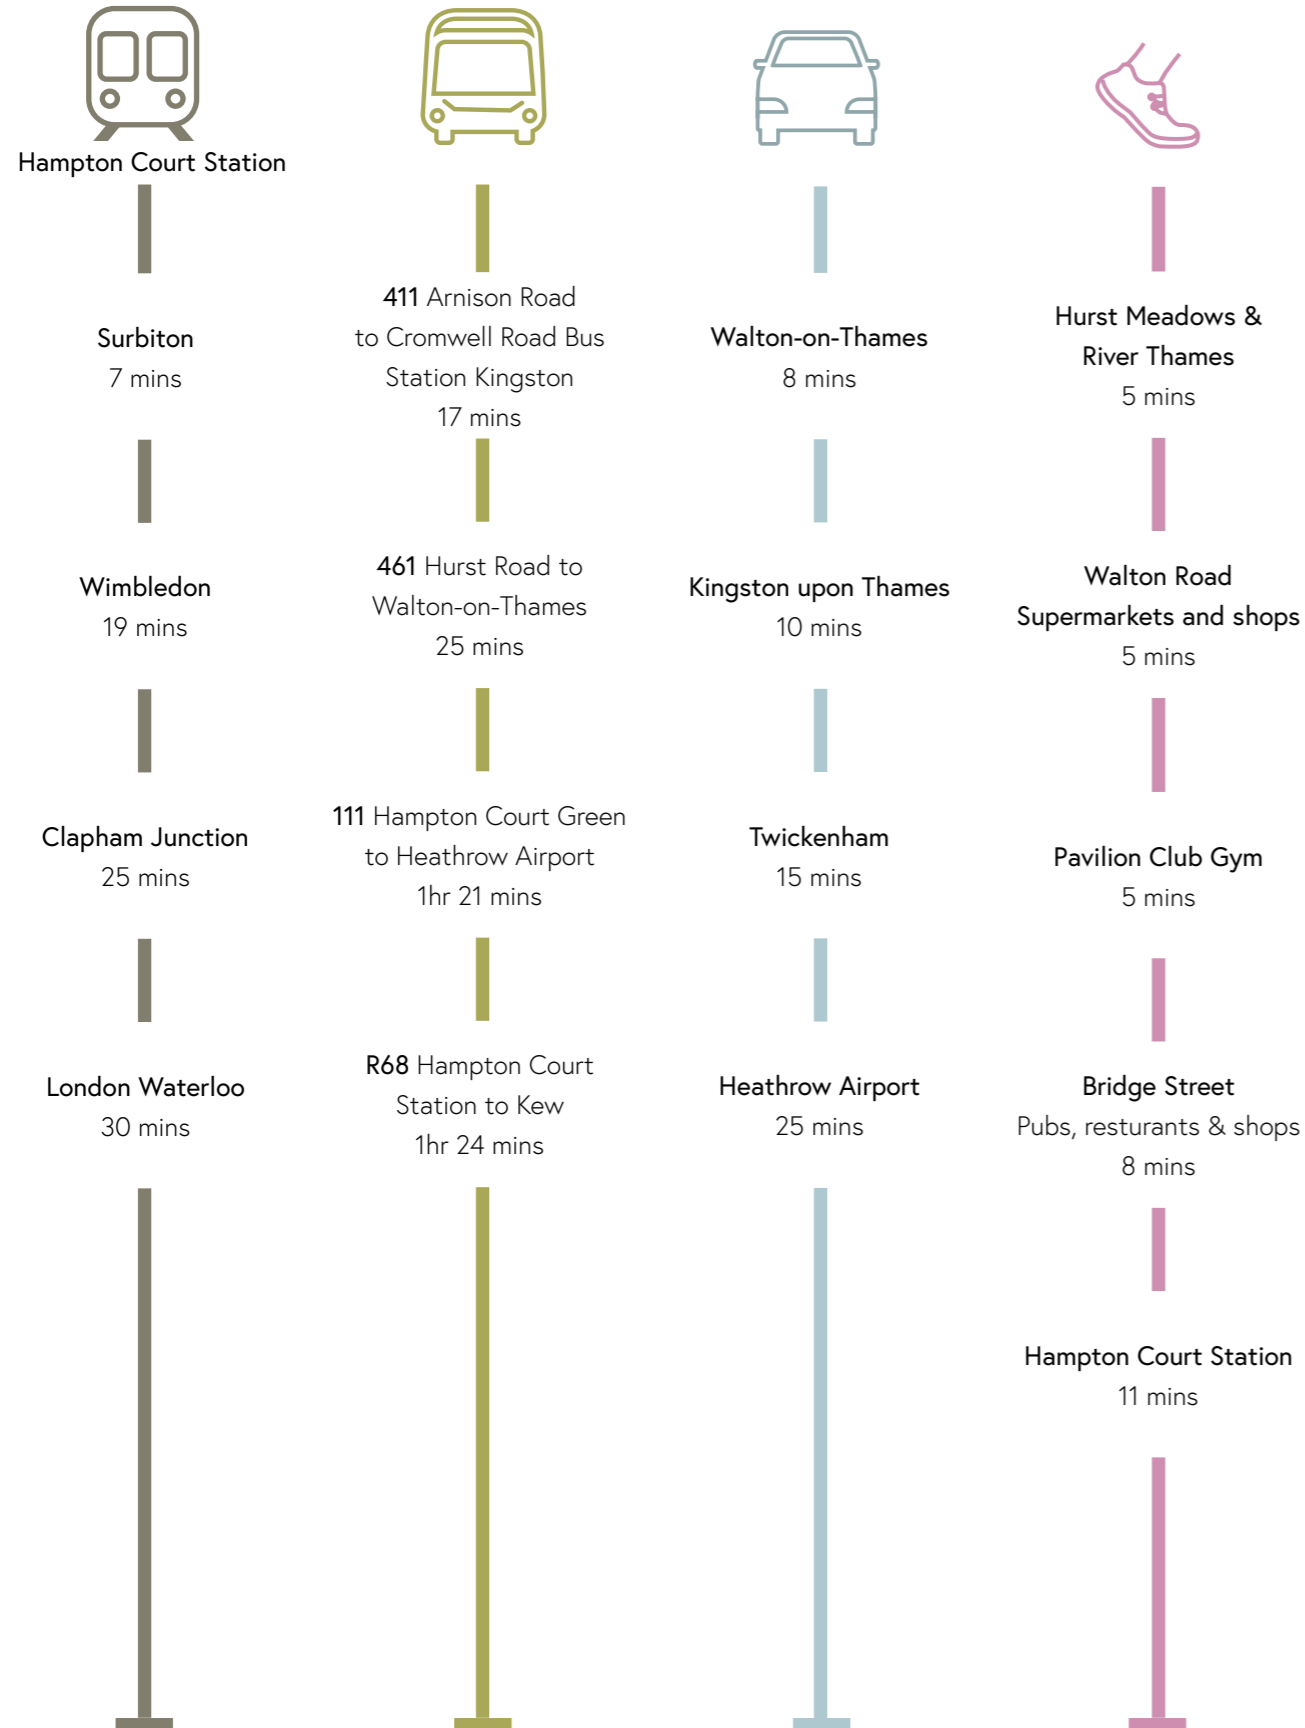 Hampton Court Station
Surbiton
7 mins
Wimbledon
19 mins
Clapham Junction
25 mins
London Waterloo
30 mins
411 Arnison Road
to Cromwell Road Bus
Station Kingston
17 mins
461 Hurst Road to
Walton-on-Thames
25 mins
111 Hampton Court Green
to Heathrow Airport
1hr 21 mins
R68 Hampton Court
Station to Kew
1hr 24 mins
Walton-on-Thames
8 mins
Kingston upon Thames
10 mins
Twickenham
15 mins
Heathrow Airport
25 mins
Hurst Meadows &
River Thames
5 mins
Walton Road
Supermarkets and shops
5 mins
Pavilion Club Gym
5 mins
Bridge Street
Pubs, resturants & shops
8 mins
Hampton Court Station
11 mins